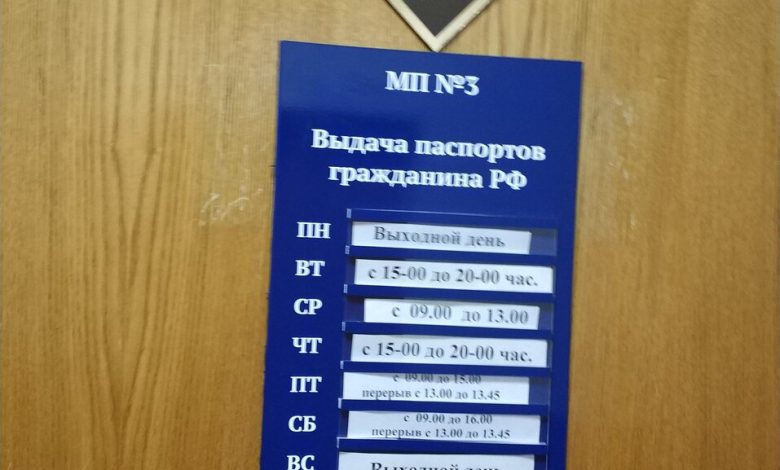 МП №3
Выдача паспортов
гражданина РФ
ПН Выходной день
ВТ с 15-00 до 20-00 час.
СР с 09.00 до 13.00
ЧТ с 15-00 до 20-00 час.
ПТ с 09.00 до 15.00
перерыв с 13.00 до 13.45
СБ с 09.00 до 16.00
перерыв с 13.00 до 13.45
ВС Выходной день